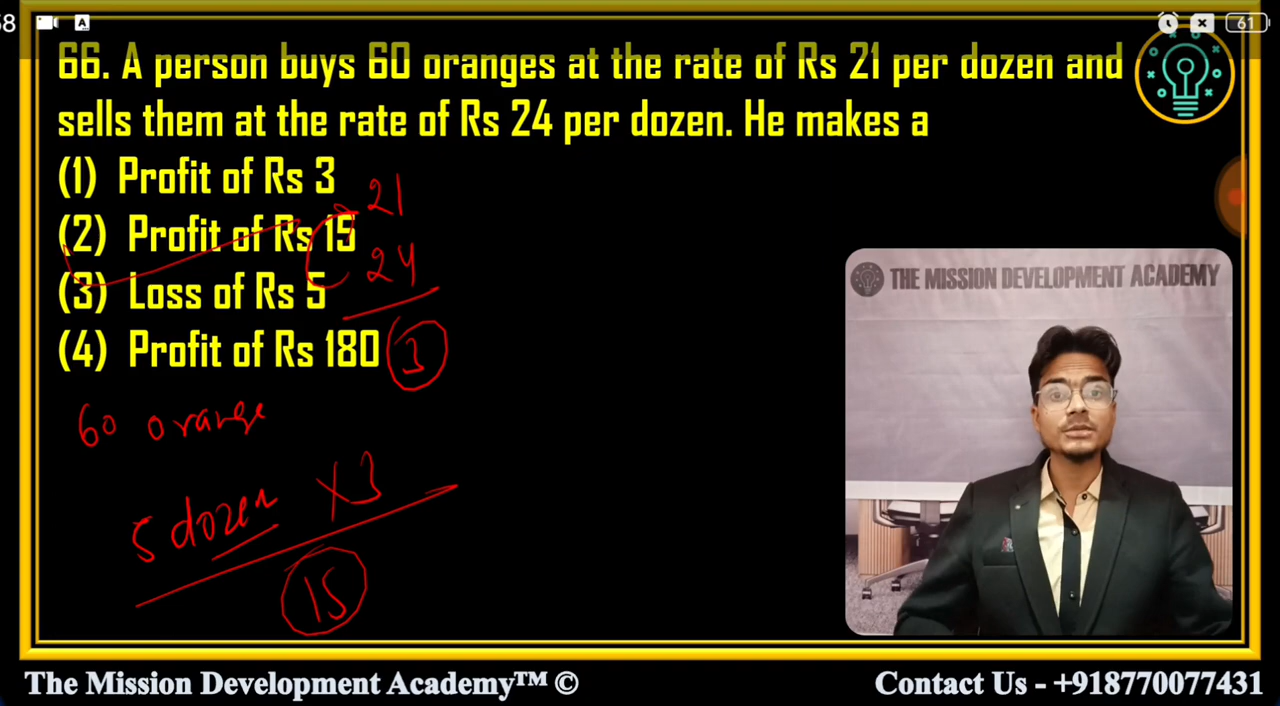 58
A
61
66. A person buys 60 oranges at the rate of Rs 21 per dozen and
sells them at the rate of Rs 24 per dozen. He makes a
(1) Profit of Rs 3
(2) Profit of Rs 15
(3) Loss of Rs 5
(4) Profit of Rs 180
21
24
3
60 orange
5 dozen × 3
15
THE MISSION DEVELOPMENT ACADEMY
The Mission Development Academy™ ©
Contact Us - +918770077431